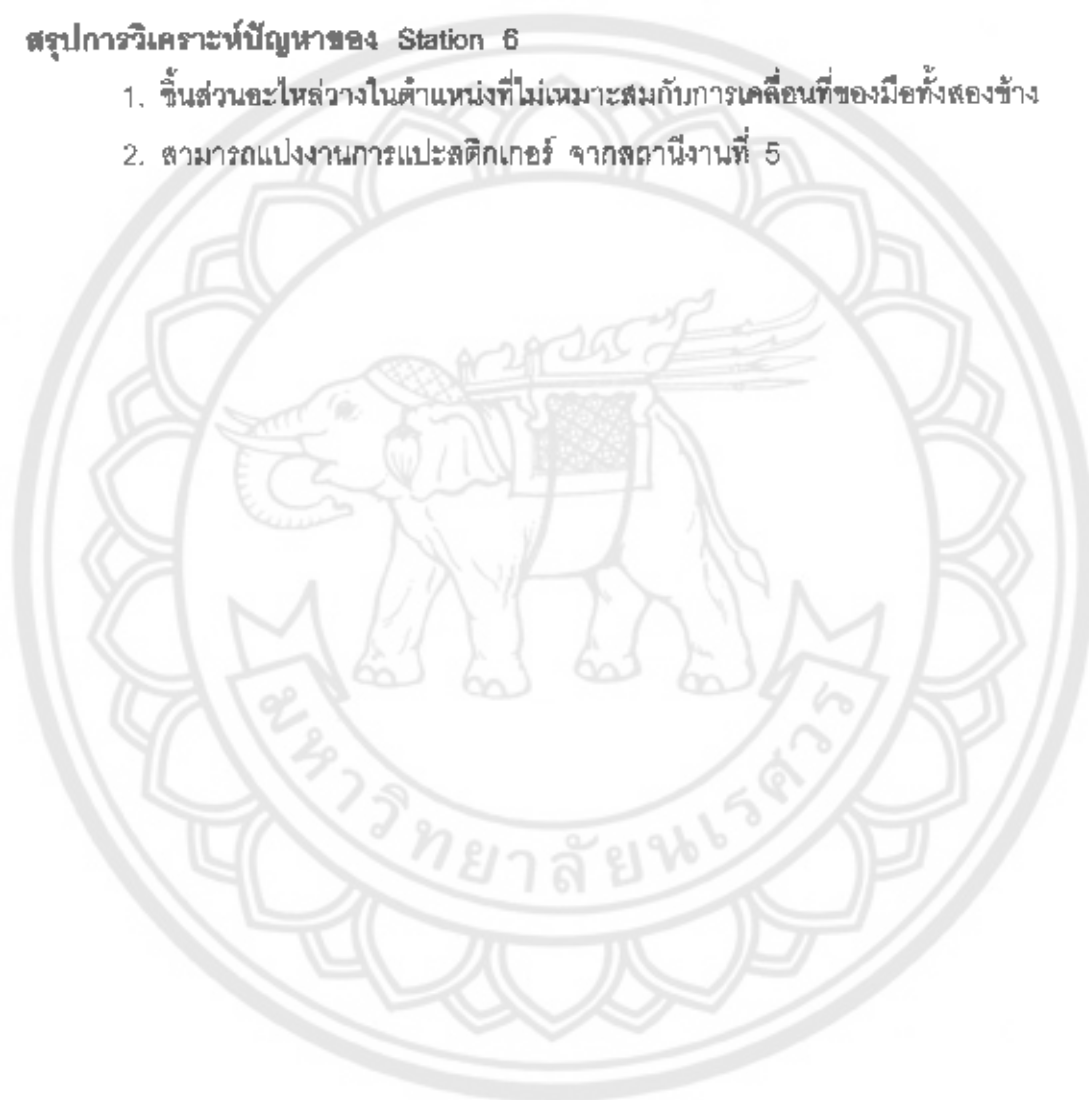 สรุปการวิเคราะห์ปัญหาของ Station 6
1. ชิ้นส่วนอะไหล่วางในตำแหน่งที่ไม่เหมาะสมกับการเคลื่อนที่ของมือทั้งสองข้าง
2. สามารถแบ่งงานการแปะสติกเกอร์ จากสถานีงานที่ 5
มหาวิทยาลัยนเรศวร